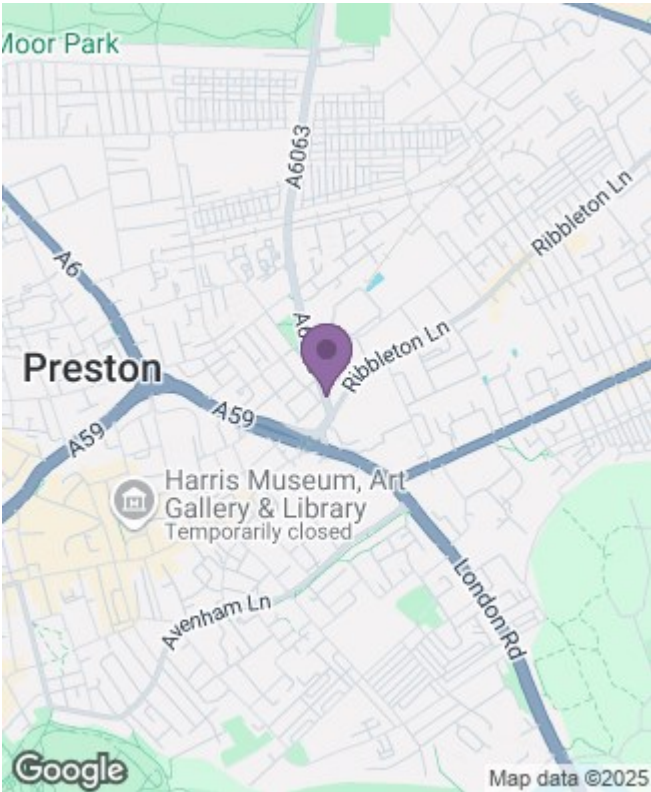 Moor Park
A6063
Ribbleton Ln
A6
A6
Ribbleton Ln
Preston
A59
A59
Harris Museum, Art
Gallery & Library
Temporarily closed
London Rd
Avenham Ln
Google
Map data ©2025